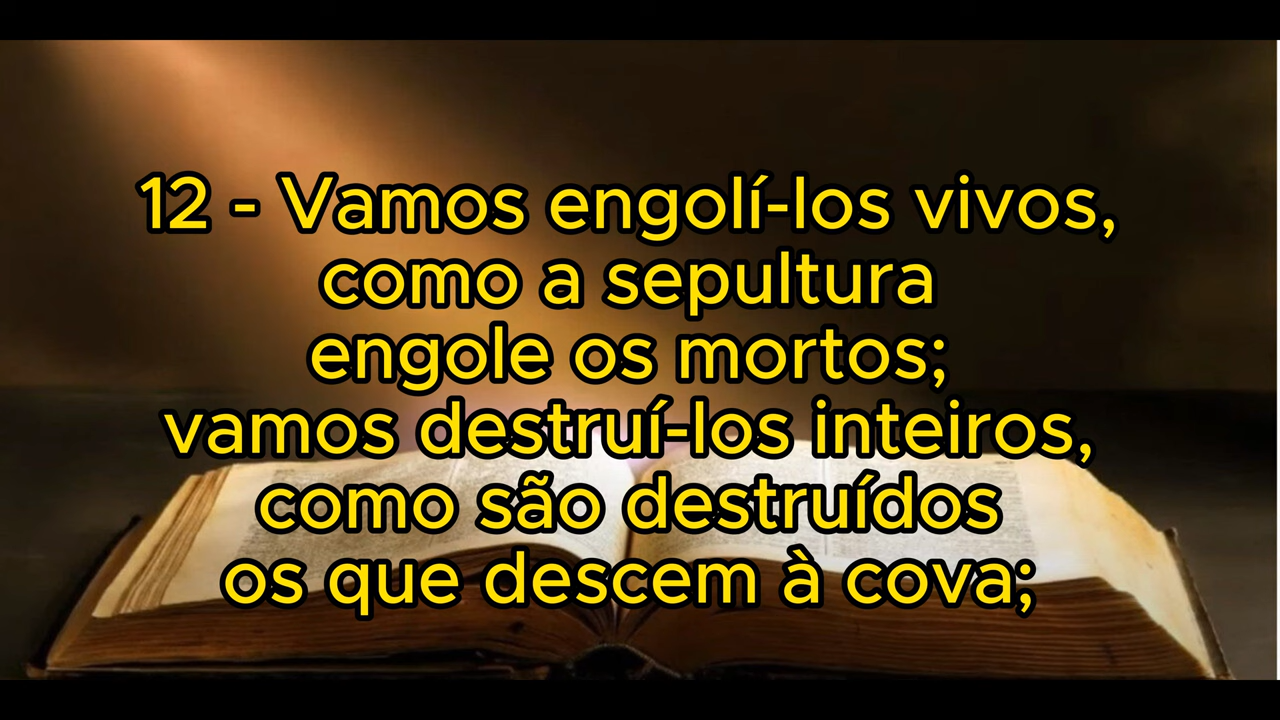 12 - Vamos engolí-los vivos,
como a sepultura
engole os mortos;
vamos destruí-los inteiros,
como são destruídos
os que descem à cova;